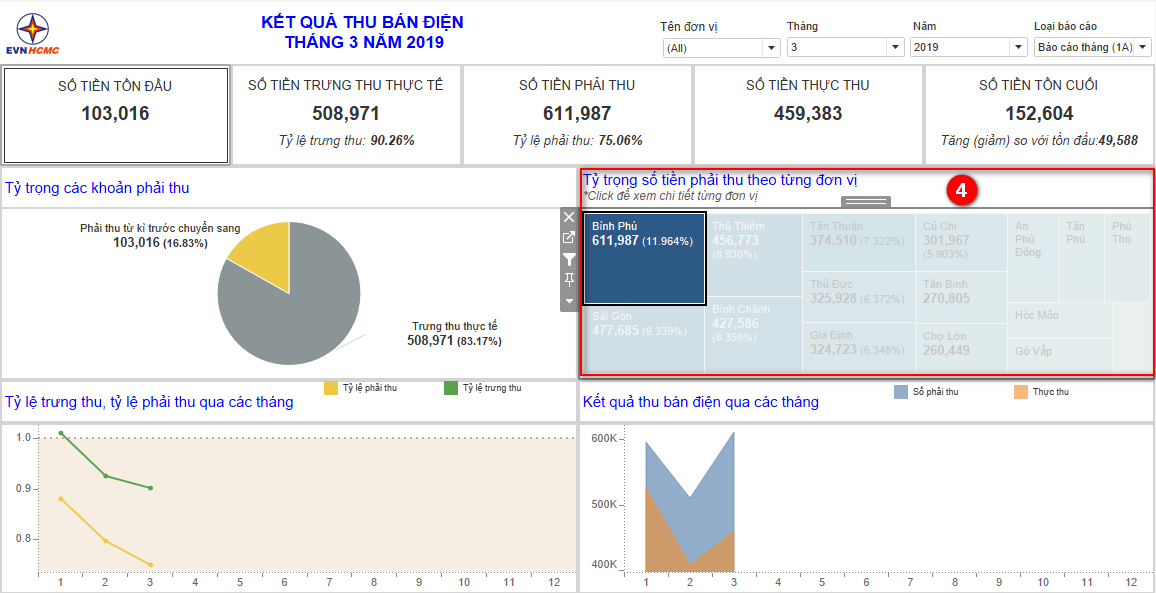 EVNHCMC
KẾT QUẢ THU BÁN ĐIỆN
THÁNG 3 NĂM 2019
Tên đơn vị
(All)
Tháng
3
Năm
2019
Loại báo cáo
Báo cáo tháng (1A)
SỐ TIỀN TỒN ĐẦU
103,016
SỐ TIỀN TRƯNG THU THỰC TẾ
508,971
Tỷ lệ trưng thu: 90.26%
SỐ TIỀN PHẢI THU
611,987
Tỷ lệ phải thu: 75.06%
SỐ TIỀN THỰC THU
459,383
SỐ TIỀN TỒN CUỐI
152,604
Tăng (giảm) so với tồn đầu:49,588
Tỷ trọng các khoản phải thu
Phải thu từ kì trước chuyển sang
103,016 (16.83%)
Trưng thu thực tế
508,971 (83.17%)
Tỷ trọng số tiền phải thu theo từng đơn vị
*Click để xem chi tiết từng đơn vị
4
Bình Phú
611,987 (11.964%)
Sài Gòn
477,685 (9.339%)
Thủ Thiêm
456,773
(8.930%)
Bình Chánh
427,586
(8.359%)
Tân Thuận
374,510 (7.322%)
Thủ Đức
325,928 (6.372%)
Gia Định
324,723 (6.348%)
Củ Chi
301,967
(5.903%)
Tân Bình
270,805
Chợ Lớn
260,449
An
Phú
Đông
Tân
Phú
Phú
Thọ
Hóc Môn
Gò Vấp
Tỷ lệ trưng thu, tỷ lệ phải thu qua các tháng
Tỷ lệ phải thu
Tỷ lệ trưng thu
1.0
0.9
0.8
1 2 3 4 5 6 7 8 9 10 11 12
Kết quả thu bán điện qua các tháng
Số phải thu
Thực thu
600K
500K
400K
1 2 3 4 5 6 7 8 9 10 11 12